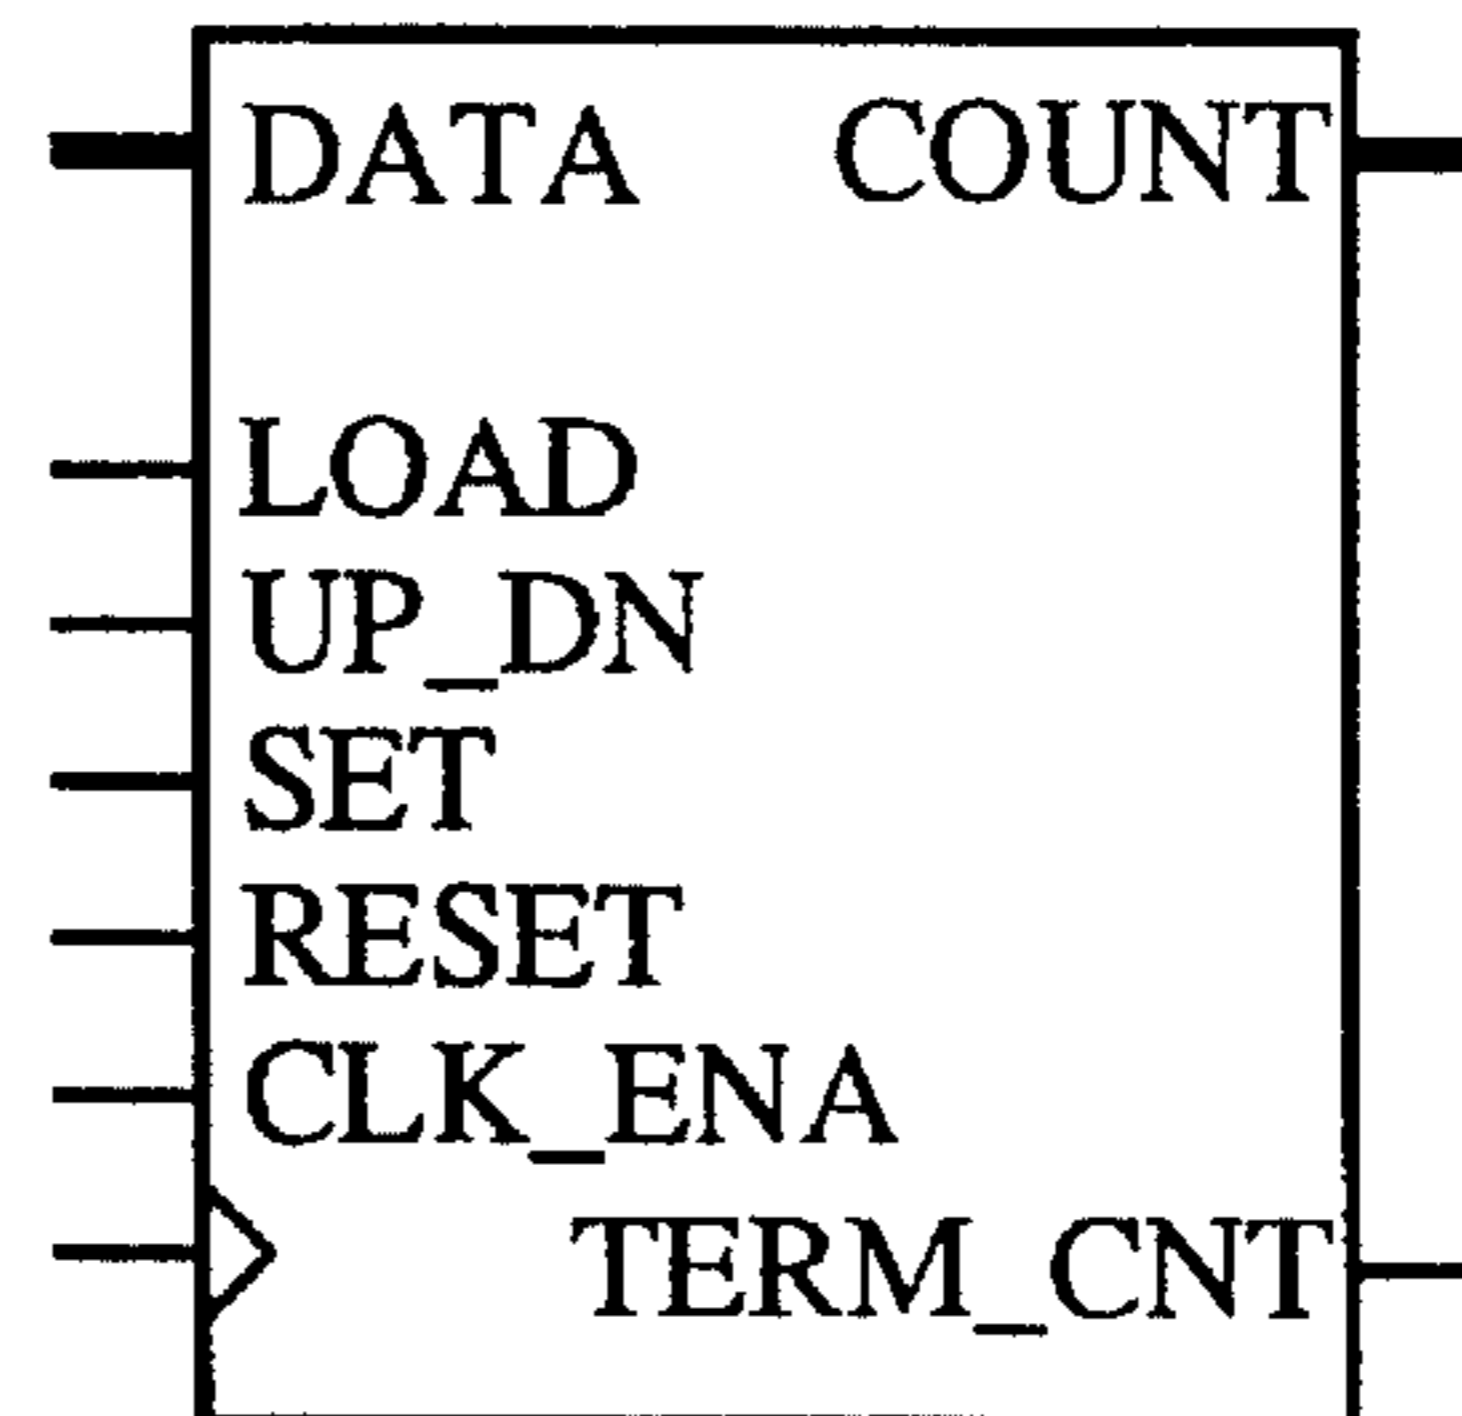 DATA COUNT
LOAD
UP_DN
SET
RESET
CLK_ENA
TERM_CNT